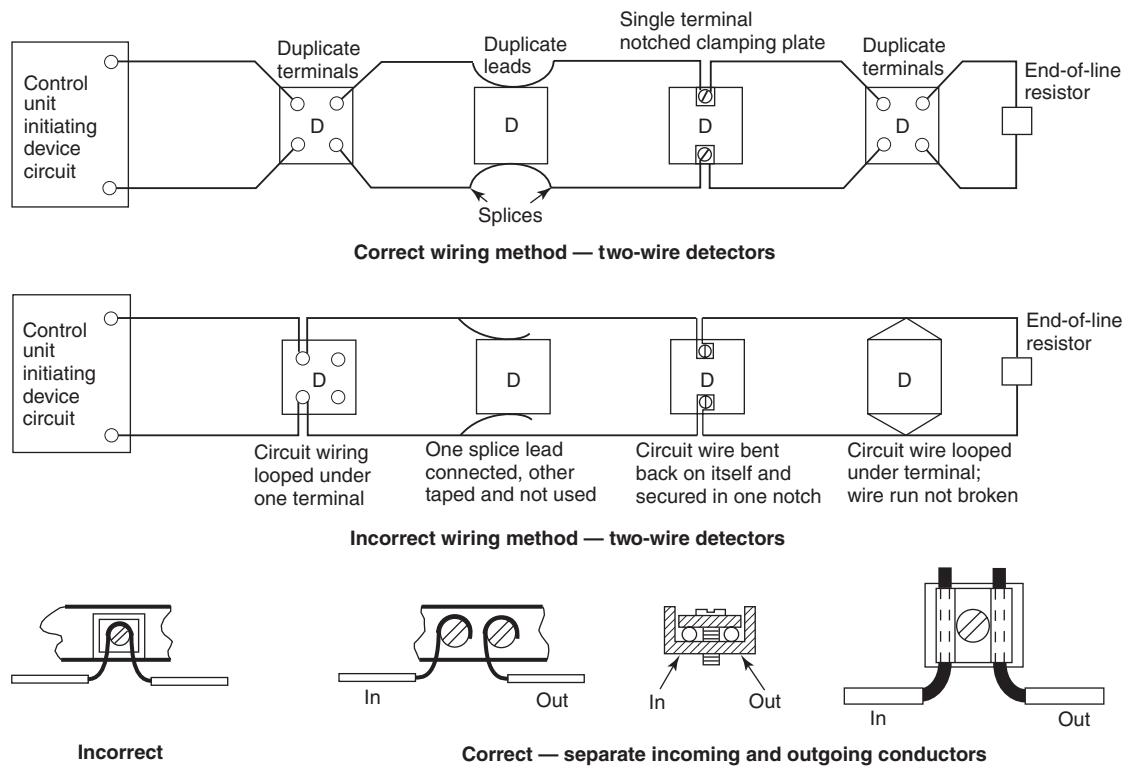 Single terminal
notched clamping plate
Duplicate
terminals
Duplicate
leads
Duplicate
terminals
End-of-line
resistor
Control
unit
initiating
device
circuit
D
D
D
D
Splices
Correct wiring method — two-wire detectors
Control
unit
initiating
device
circuit
End-of-line
resistor
D
D
D
D
Circuit wiring
looped under
one terminal
One splice lead
connected, other
taped and not used
Circuit wire bent
back on itself and
secured in one notch
Circuit wire looped
under terminal;
wire run not broken
Incorrect wiring method — two-wire detectors
In
Out
In
Out
In
Out
Incorrect
Correct — separate incoming and outgoing conductors